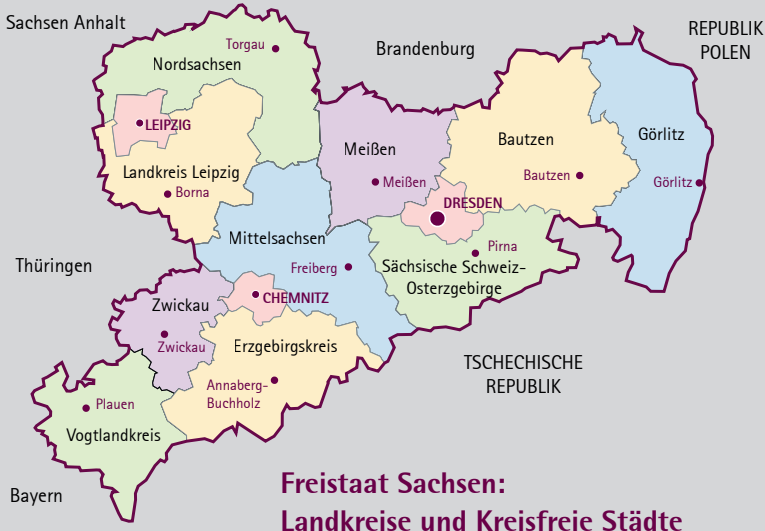 Sachsen Anhalt
Torgau
Nordsachsen
Brandenburg
REPUBLIK
POLEN
LEIPZIG
Landkreis Leipzig
Borna
Meißen
Meißen
Bautzen
Bautzen
Görlitz
Görlitz
DRESDEN
Mittelsachsen
Freiberg
Pirna
Sächsische Schweiz-
Osterzgebirge
Thüringen
CHEMNITZ
Zwickau
Zwickau
Erzgebirgskreis
Annaberg-
Buchholz
TSCHECHISCHE
REPUBLIK
Plauen
Vogtlandkreis
Bayern
Freistaat Sachsen:
Landkreise und Kreisfreie Städte